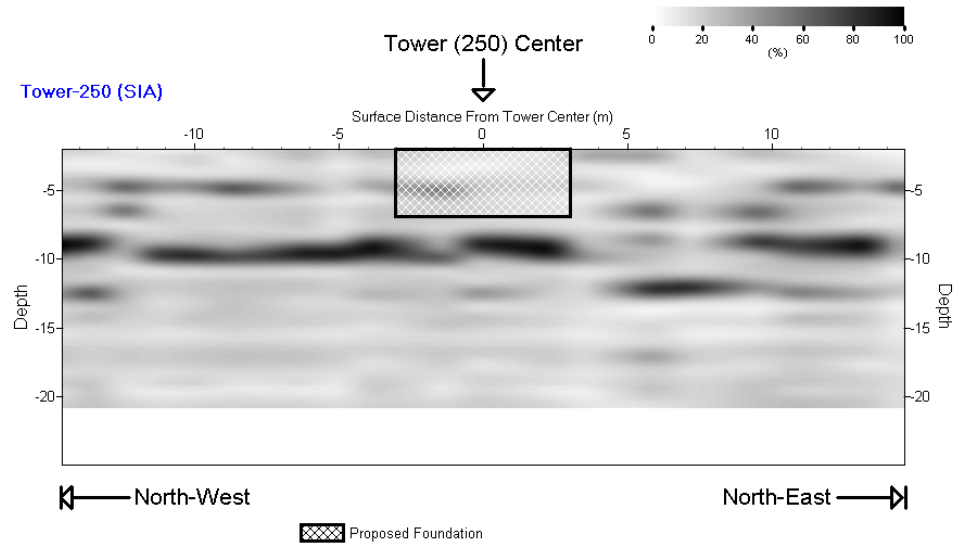 0 20 40 60 80 100
(%)
Tower (250) Center
Tower-250 (SIA)
Surface Distance From Tower Center (m)
-10 -5 0 5 10
-5 -5
-10 -10
-15 -15
-20 -20
Depth
Depth
North-West
North-East
Proposed Foundation